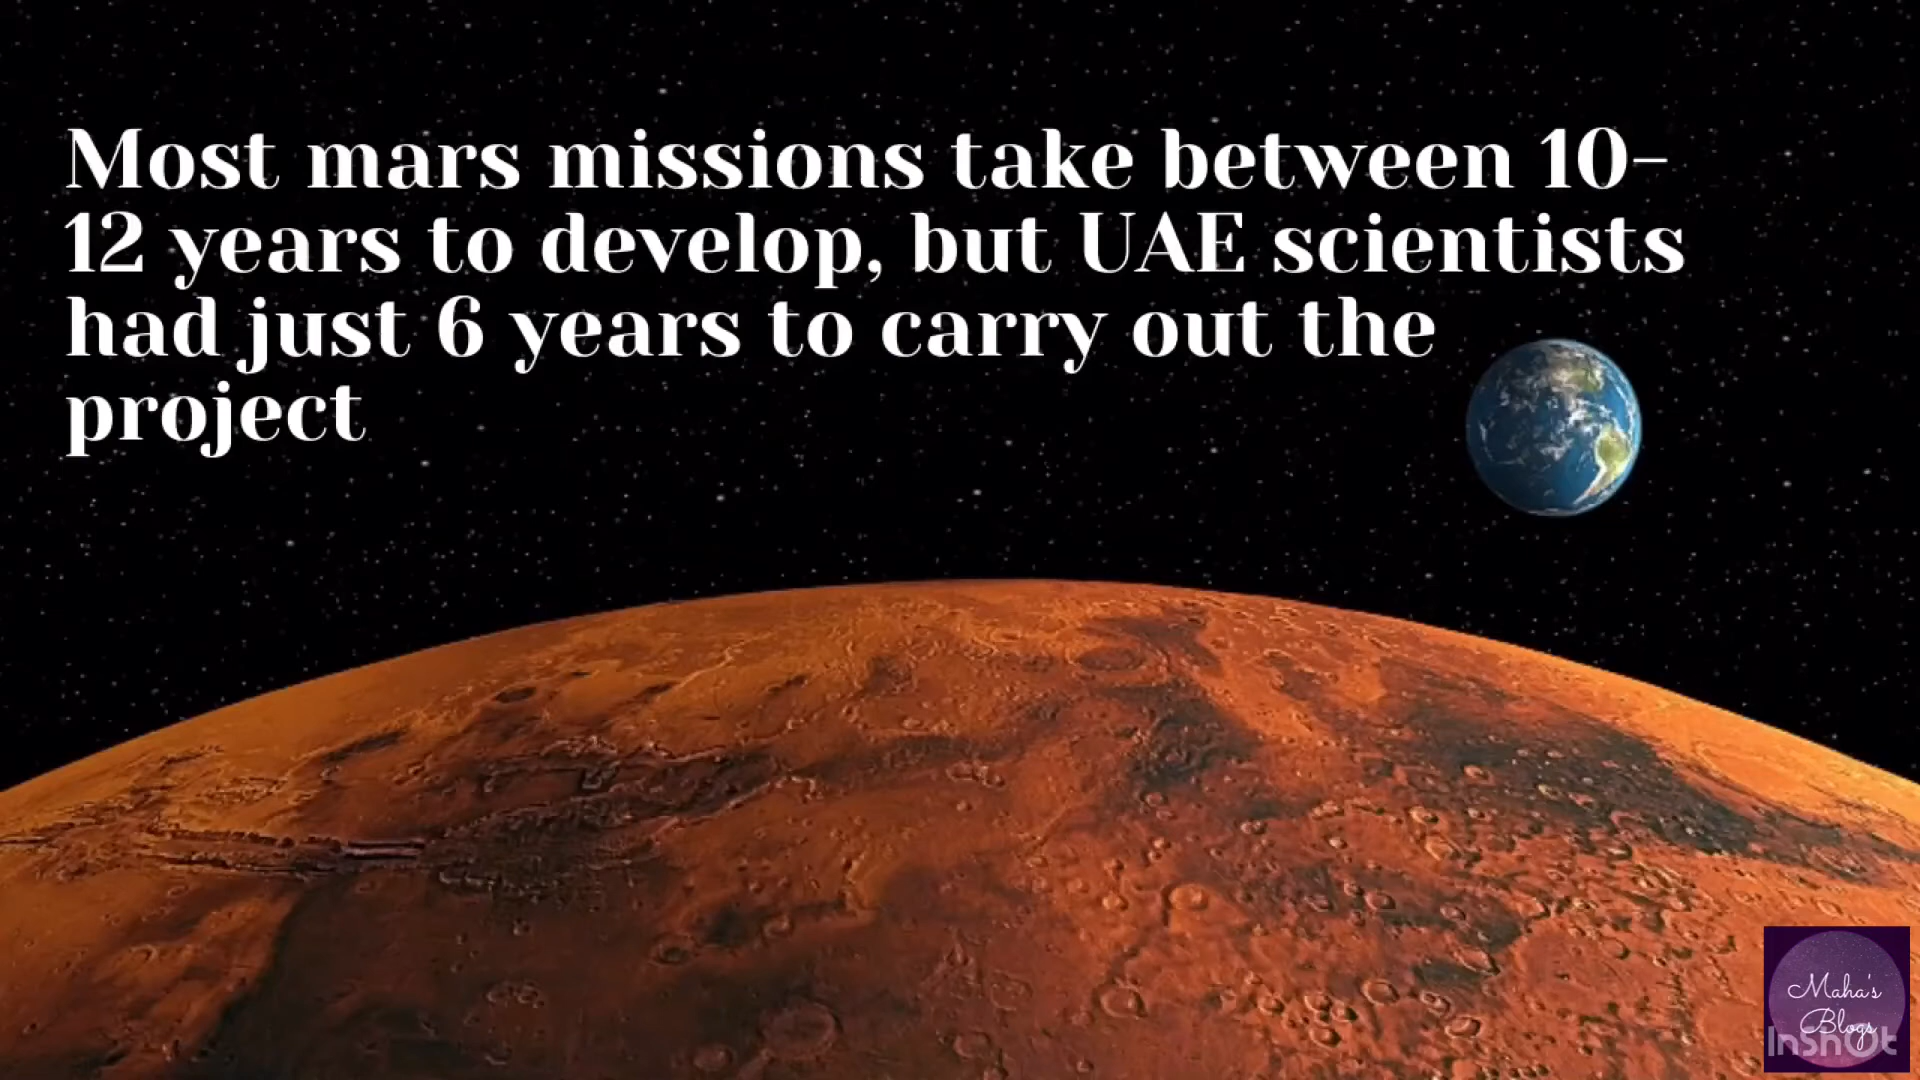 Most mars missions take between 10-
12 years to develop, but UAE scientists
had just 6 years to carry out the
project
Maha's
Blogs
InShOt